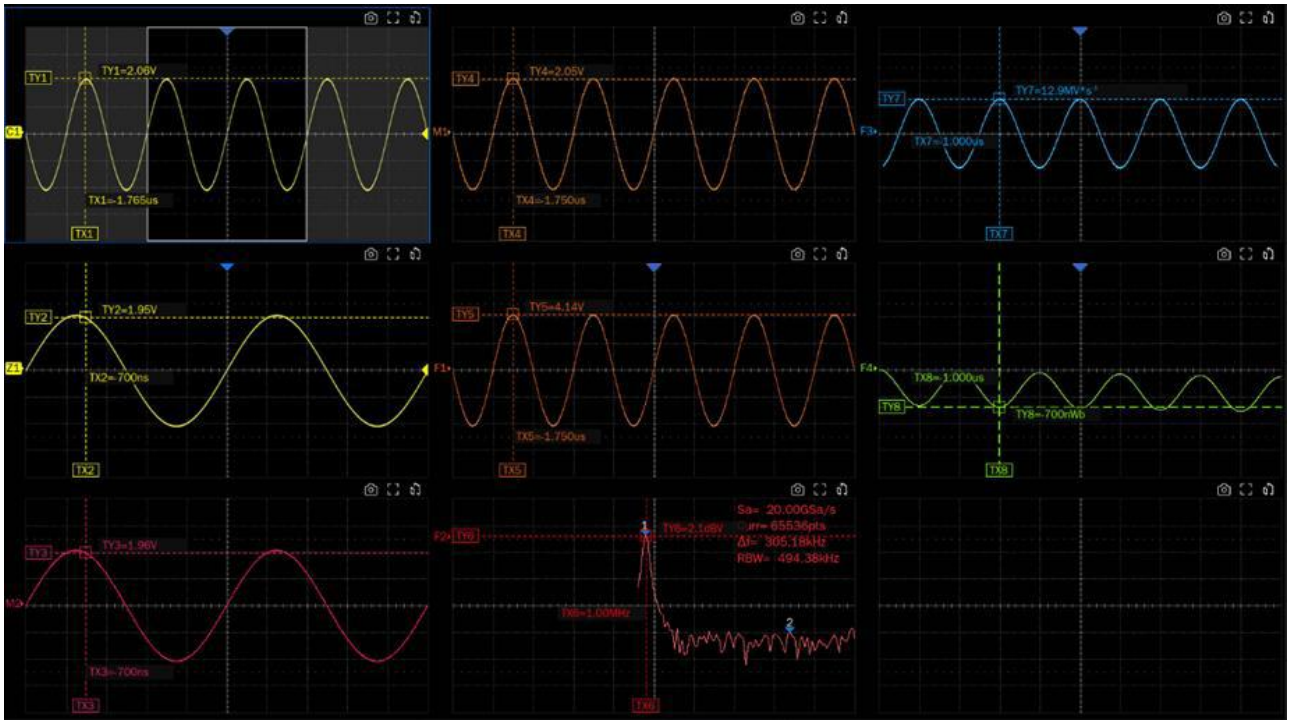 TY1
TY1=2.06V
C1
TX1=-1.765us
TX1
TY4
TY4=2.05V
M1
TX4=-1.750us
TX4
TY7
TY7=12.9MV*s⁻¹
F3
TX7=-1.000us
TX7
TY2
TY2=1.95V
Z1
TX2=-700ns
TX2
TY5
TY5=4.14V
F1
TX5=-1.750us
TX5
F4
TX8=-1.000us
TY8
TY8=-700nWb
TX8
TY3
TY3=1.96V
M2
TX3=-700ns
TX3
Sa= 20.00GSa/s
F2
TY6
1
TY6=2.1dBV
Curr= 65536pts
Δf= 305.18kHz
RBW= 494.38kHz
TX6=1.00MHz
2
TX6